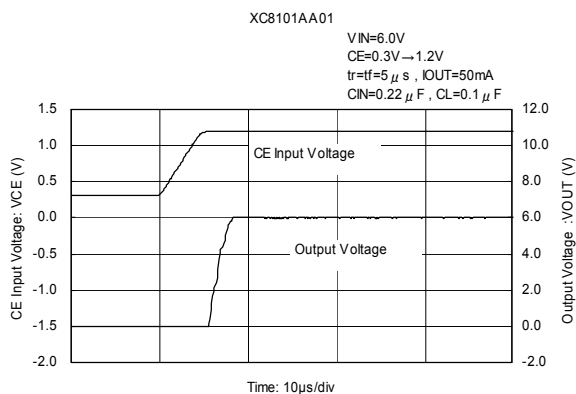 XC8101AA01
VIN=6.0V
CE=0.3V→1.2V
tr=tf=5μs , IOUT=50mA
CIN=0.22μF , CL=0.1μF
CE Input Voltage: VCE (V)
1.5
1.0
0.5
0.0
-0.5
-1.0
-1.5
-2.0
CE Input Voltage
Output Voltage
12.0
10.0
8.0
6.0
4.0
2.0
0.0
-2.0
Output Voltage :VOUT (V)
Time: 10μs/div